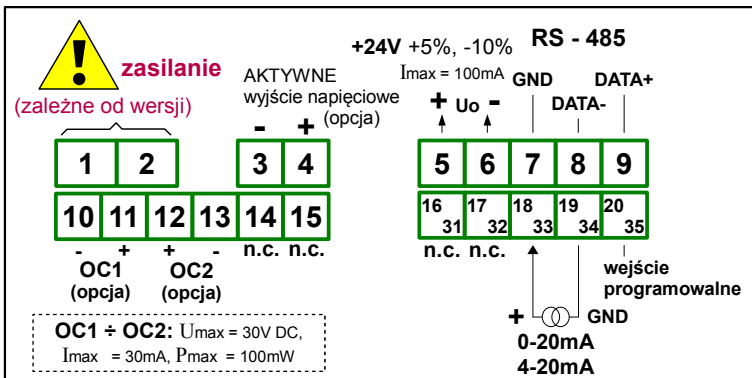 zasilanie
(zależne od wersji)
AKTYWNE
wyjście napięciowe
(opcja)
- +
+24V +5%, -10%
Imax = 100mA
+ Uo -
RS - 485
GND DATA+
DATA-
1 2 3 4 5 6 7 8 9
10 11 12 13 14 15
16 31 17 32 18 33 19 34 20 35
- + + - n.c. n.c. n.c. n.c.
OC1 OC2
(opcja) (opcja)
wejście
programowalne
+ GND
0-20mA
4-20mA
OC1 ÷ OC2: Umax = 30V DC,
Imax = 30mA, Pmax = 100mW